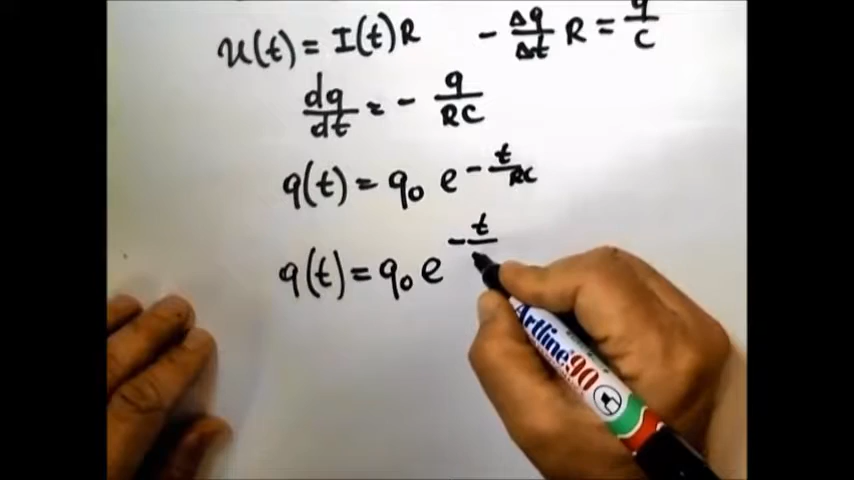 u(t) = I(t)R - Δq/Δt R = q/C
dq/dt = - q/RC
q(t) = q₀ e^(-t/RC)
q(t) = q₀ e^(-t/
Artline 90